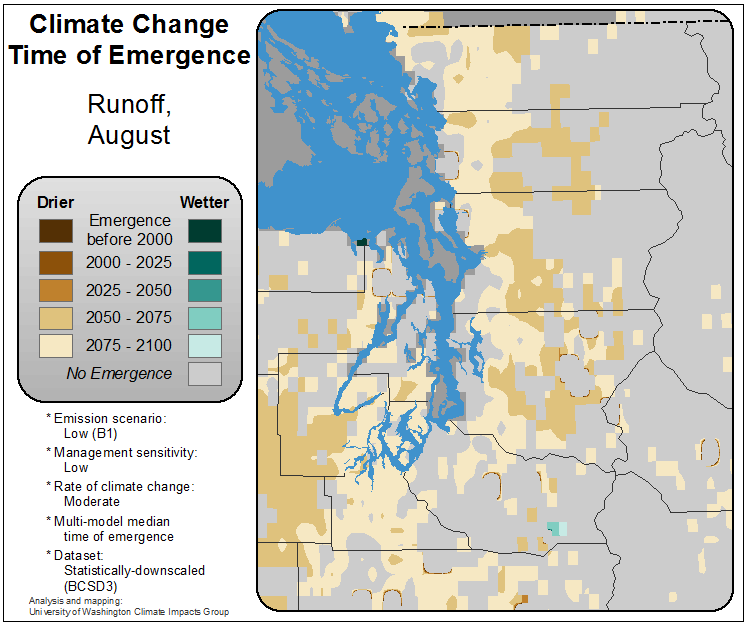 Climate Change
Time of Emergence
Runoff,
August
Drier Wetter
Emergence
before 2000
2000 - 2025
2025 - 2050
2050 - 2075
2075 - 2100
No Emergence
* Emission scenario:
Low (B1)
* Management sensitivity:
Low
* Rate of climate change:
Moderate
* Multi-model median
time of emergence
* Dataset:
Statistically-downscaled
(BCSD3)
Analysis and mapping:
University of Washington Climate Impacts Group